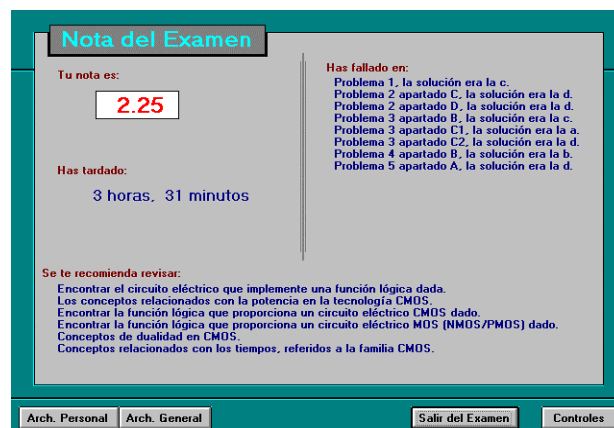 Nota del Examen
Tu nota es:
2.25
Has tardado:
3 horas, 31 minutos
Has fallado en:
Problema 1, la solución era la c.
Problema 2 apartado C, la solución era la d.
Problema 2 apartado D, la solución era la d.
Problema 3 apartado B, la solución era la c.
Problema 3 apartado C1, la solución era la a.
Problema 3 apartado C2, la solución era la d.
Problema 4 apartado B, la solución era la b.
Problema 5 apartado A, la solución era la d.
Se te recomienda revisar:
Encontrar el circuito eléctrico que implemente una función lógica dada.
Los conceptos relacionados con la potencia en la tecnología CMOS.
Encontrar la función lógica que proporciona un circuito eléctrico CMOS dado.
Encontrar la función lógica que proporciona un circuito eléctrico MOS (NMOS/PMOS) dado.
Conceptos de dualidad en CMOS.
Conceptos relacionados con los tiempos, referidos a la familia CMOS.
Arch. Personal
Arch. General
Salir del Examen
Controles